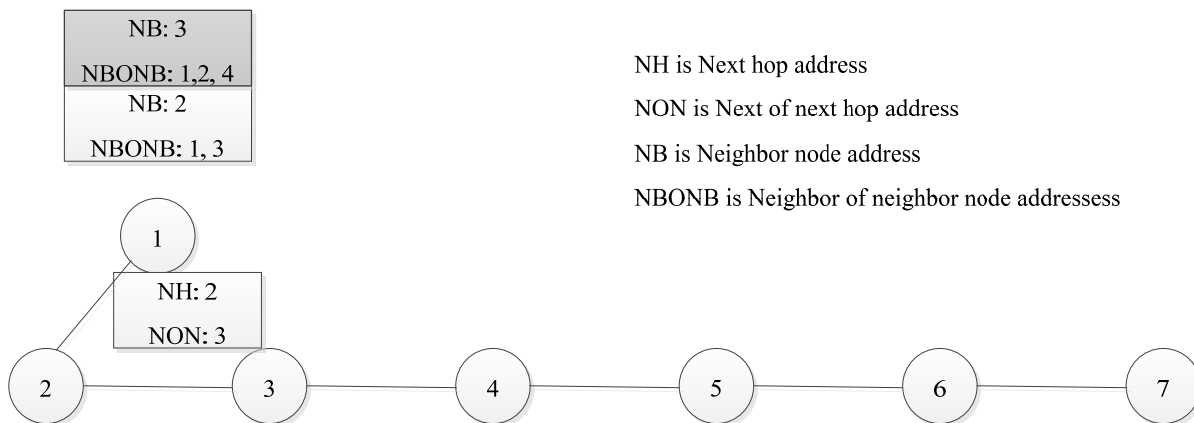 NB: 3
NBONB: 1,2, 4
NB: 2
NBONB: 1, 3
NH is Next hop address
NON is Next of next hop address
NB is Neighbor node address
NBONB is Neighbor of neighbor node addressess
1
NH: 2
NON: 3
2
3
4
5
6
7